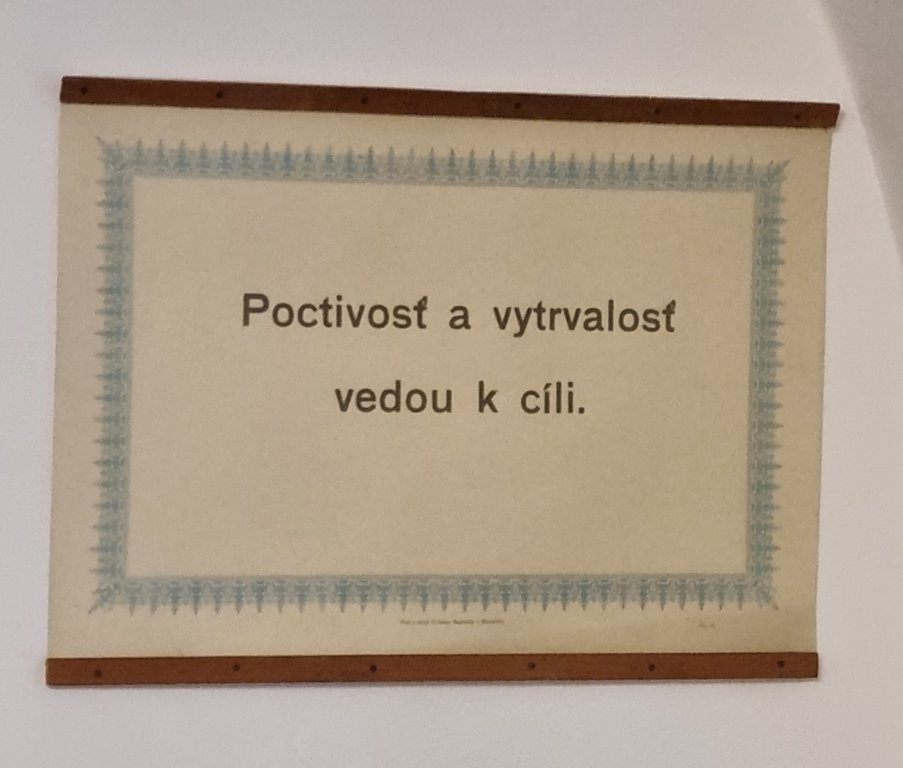 Poctivosť a vytrvalosť
vedou k cíli.